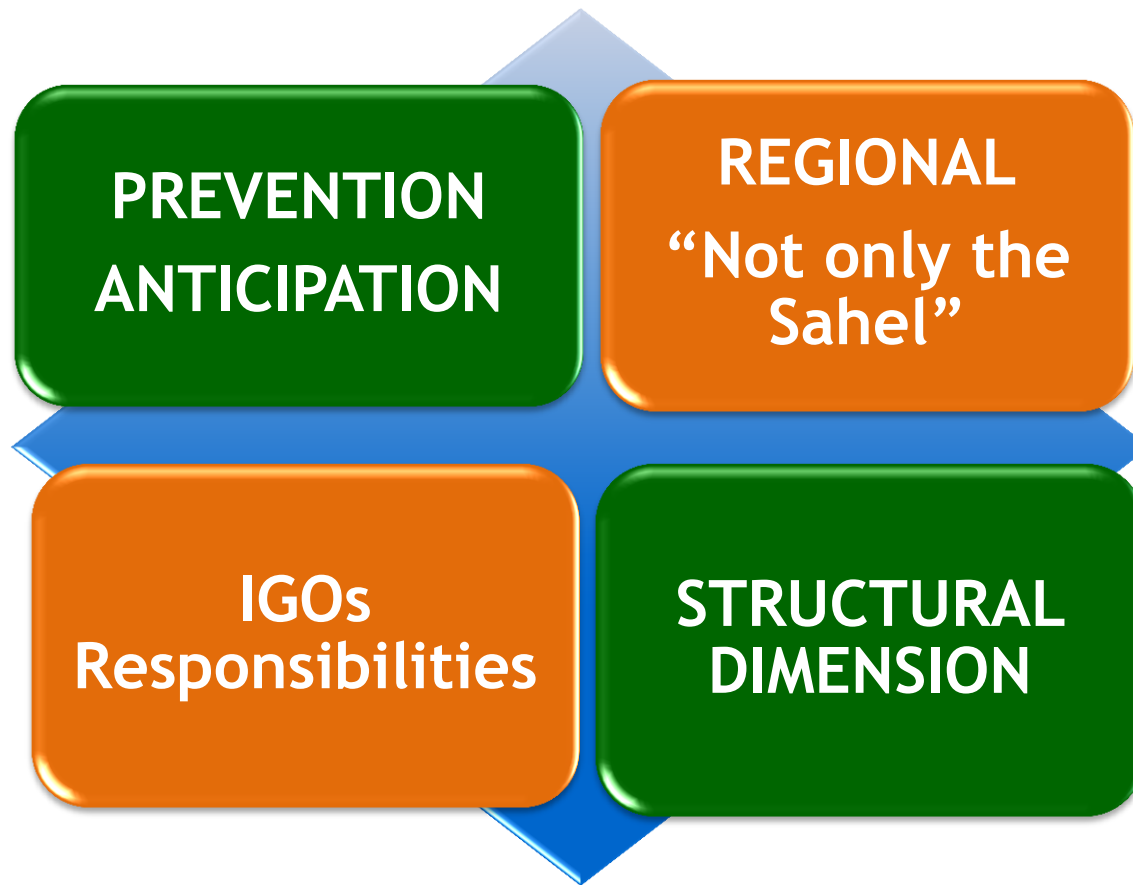 PREVENTION
ANTICIPATION
REGIONAL
“Not only the
Sahel”
IGOs
Responsibilities
STRUCTURAL
DIMENSION